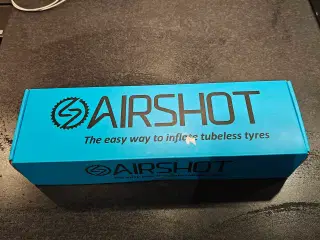 AIRSHOT
The easy way to inflate tubeless tyres
AIRSHOT